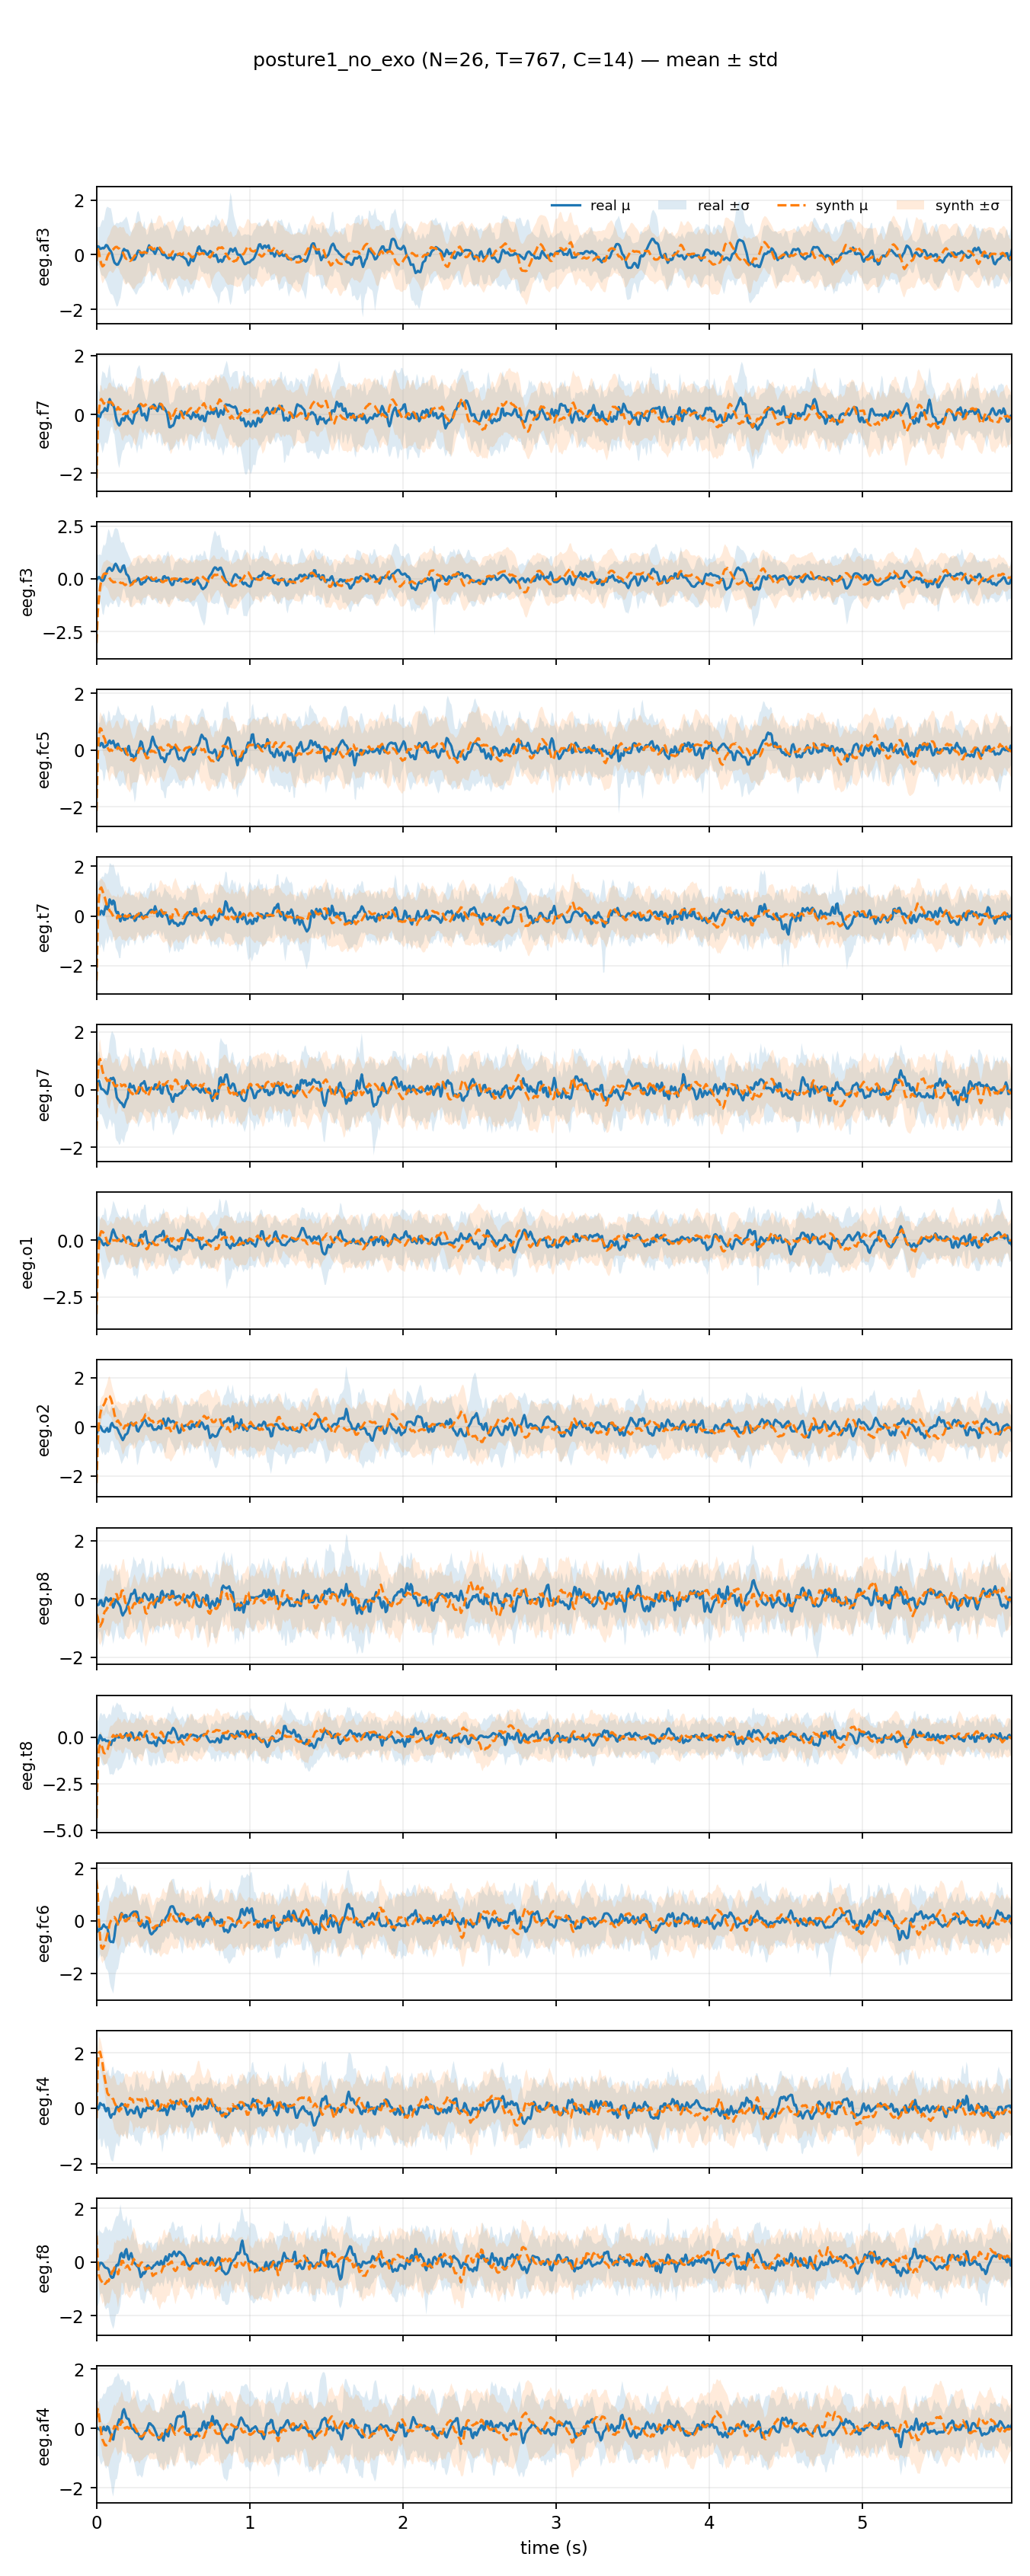 posture1_no_exo (N=26, T=767, C=14) — mean ± std
real μ real ±σ synth μ synth ±σ
eeg.af3
2
0
−2
eeg.f7
2
0
−2
eeg.f3
2.5
0.0
−2.5
eeg.fc5
2
0
−2
eeg.t7
2
0
−2
eeg.p7
2
0
−2
eeg.o1
0.0
−2.5
eeg.o2
2
0
−2
eeg.p8
2
0
−2
eeg.t8
0.0
−2.5
−5.0
eeg.fc6
2
0
−2
eeg.f4
2
0
−2
eeg.f8
2
0
−2
eeg.af4
2
0
−2
0 1 2 3 4 5
time (s)